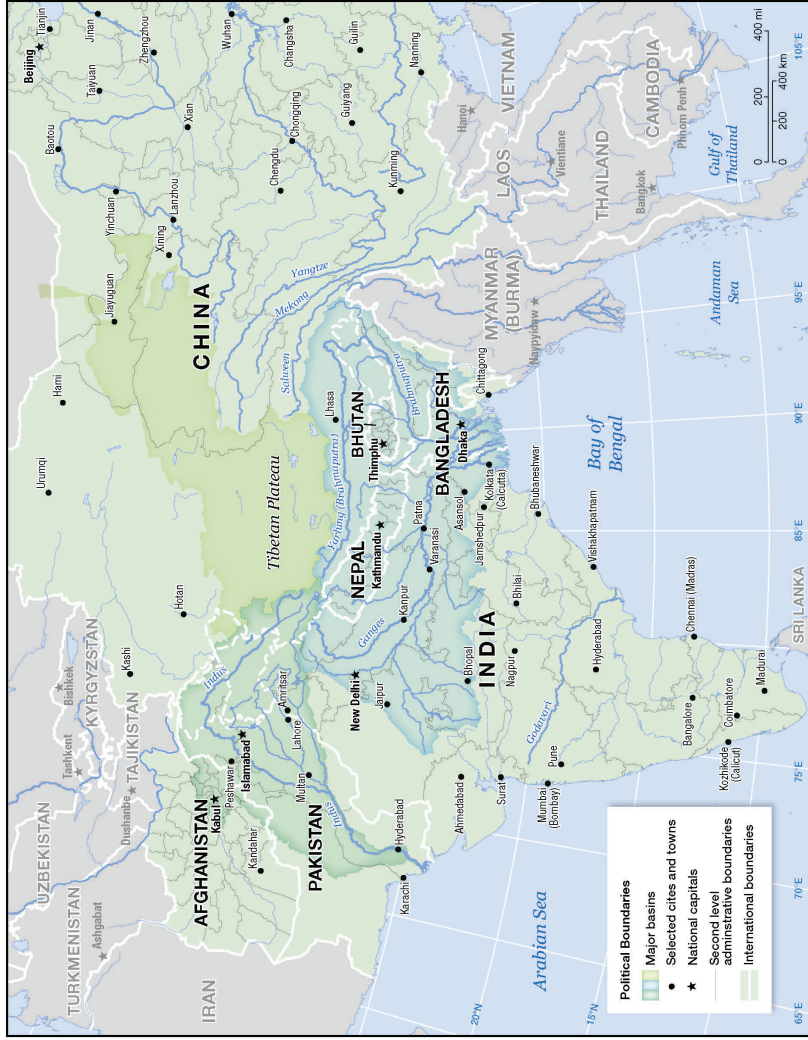 TURKMENISTAN
UZBEKISTAN
Ashgabat
Tashkent
Bishkek
KYRGYZSTAN
Dushanbe
TAJIKISTAN
Kashi
Hotan
Urumqi
Hami
Jiayuguan
Yinchuan
Baotou
Taiyuan
Beijing
Tianjin
Jinan
Zhengzhou
Xining
Lanzhou
Xian
Wuhan
IRAN
AFGHANISTAN
Kabul
Peshawar
Islamabad
Kandahar
Indus
CHINA
Tibetan Plateau
Chengdu
Chongqing
Changsha
Yangtze
Mekong
Salween
PAKISTAN
Multan
Lahore
Amritsar
Indus
Guiyang
Guilin
Yarlung (Brahmaputra)
Lhasa
NEPAL
Kathmandu
BHUTAN
Thimphu
New Delhi
Jaipur
Ganges
Kanpur
Brahmaputra
Kunming
Nanning
Karachi
Hyderabad
Patna
Varanasi
BANGLADESH
Dhaka
Asansol
Jamshedpur
Kolkata
(Calcutta)
Chittagong
Ahmedabad
Bhopal
INDIA
MYANMAR
(BURMA)
Naypyidaw
Hanoi
VIETNAM
LAOS
Vientiane
20°N
Surat
Nagpur
Bhilai
Bhubaneshwar
Mumbai
(Bombay)
Pune
Godavari
Hyderabad
Vishakhapatnam
Arabian Sea
Bay of
Bengal
THAILAND
Bangkok
CAMBODIA
Phnom Penh
15°N
Bangalore
Chennai (Madras)
Kozhikode
(Calicut)
Coimbatore
Madurai
SRI LANKA
Andaman
Sea
Gulf of
Thailand
Political Boundaries
Major basins
Selected cites and towns
National capitals
Second level
adminstrative boundaries
International boundaries
0 200 400 mi
0 200 400 km
65°E
70°E
75°E
80°E
85°E
90°E
95°E
105°E